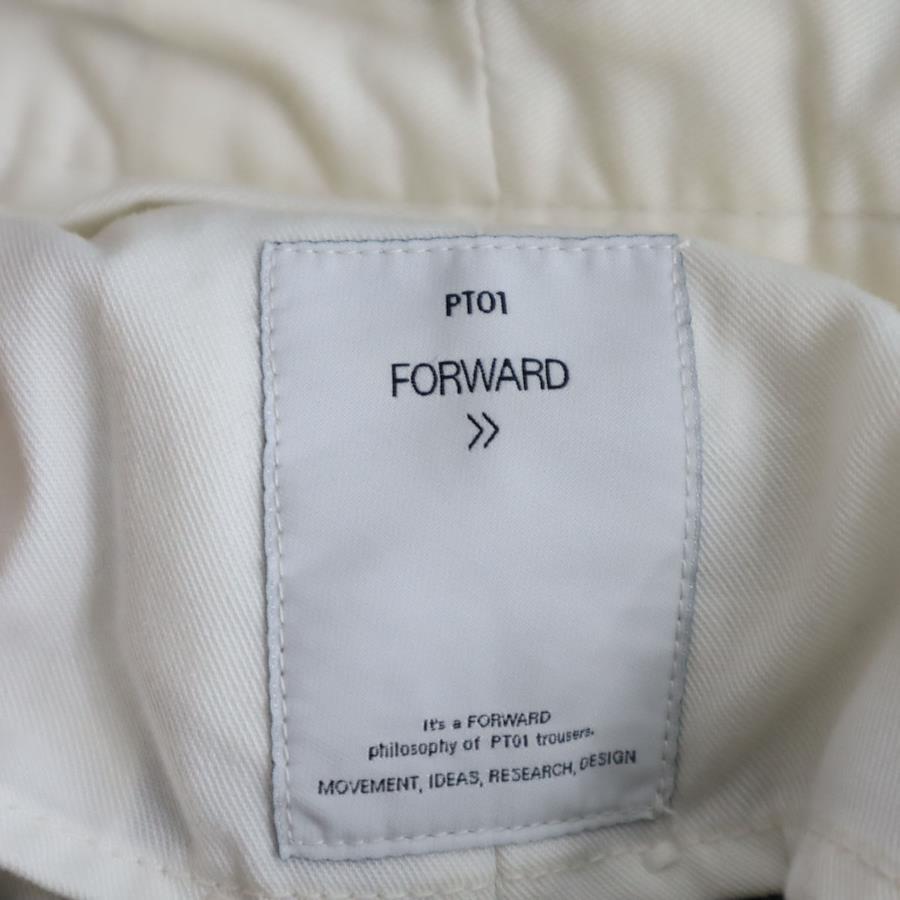 PT01
FORWARD
>>
It's a FORWARD
philosophy of PT01 trousers.
MOVEMENT, IDEAS, RESEARCH, DESIGN